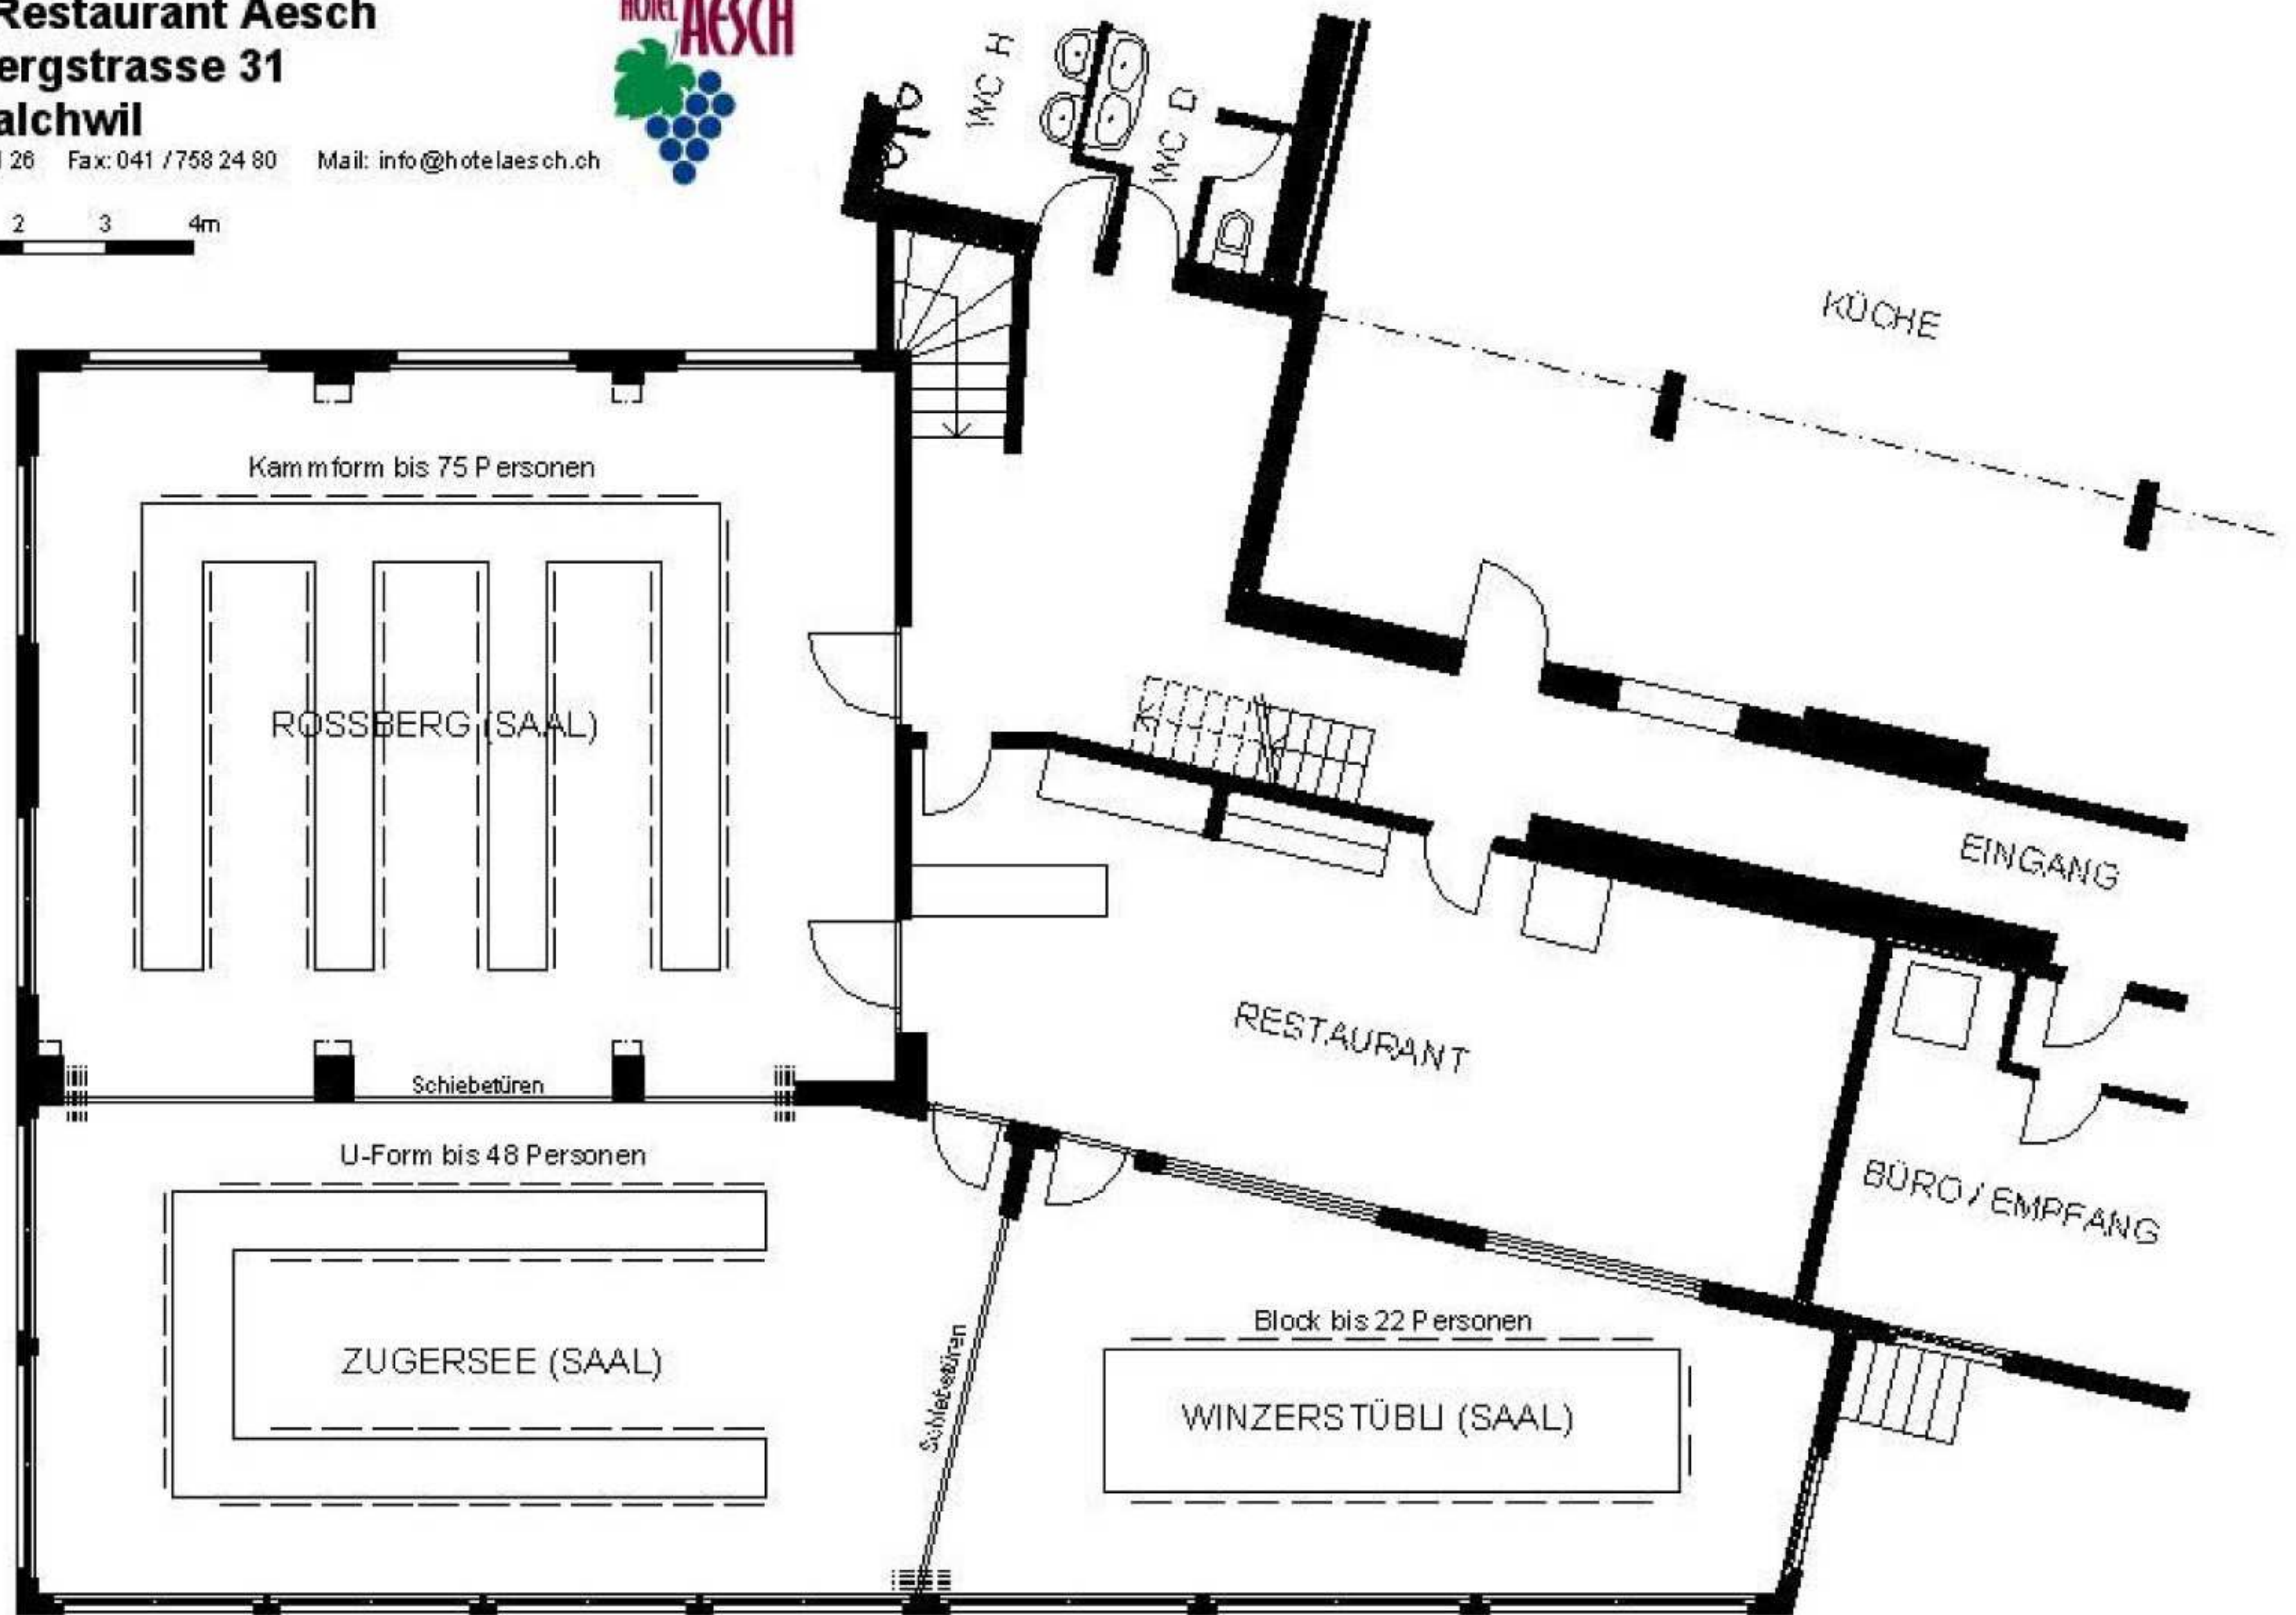 Restaurant Aesch
ergstrasse 31
alchwil
26 Fax: 041 / 758 24 80 Mail: info@hotelaesch.ch
HOTEL AESCH
2 3 4m
WC H
WC D
KÜCHE
Kammform bis 75 Personen
ROSSBERG (SAAL)
EINGANG
RESTAURANT
Schiebetüren
BÜRO / EMPFANG
U-Form bis 48 Personen
ZUGERSEE (SAAL)
Schiebetüren
Block bis 22 Personen
WINZERSTÜBLI (SAAL)